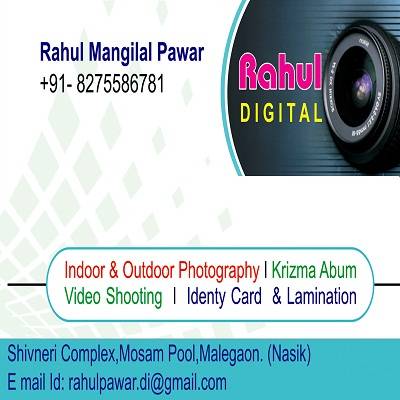 Rahul Mangilal Pawar
+91- 8275586781
Rahul
DIGITAL
Indoor & Outdoor Photography I Krizma Abum
Video Shooting I Identy Card & Lamination
Shivneri Complex,Mosam Pool,Malegaon. (Nasik)
E mail Id: rahulpawar.di@gmail.com